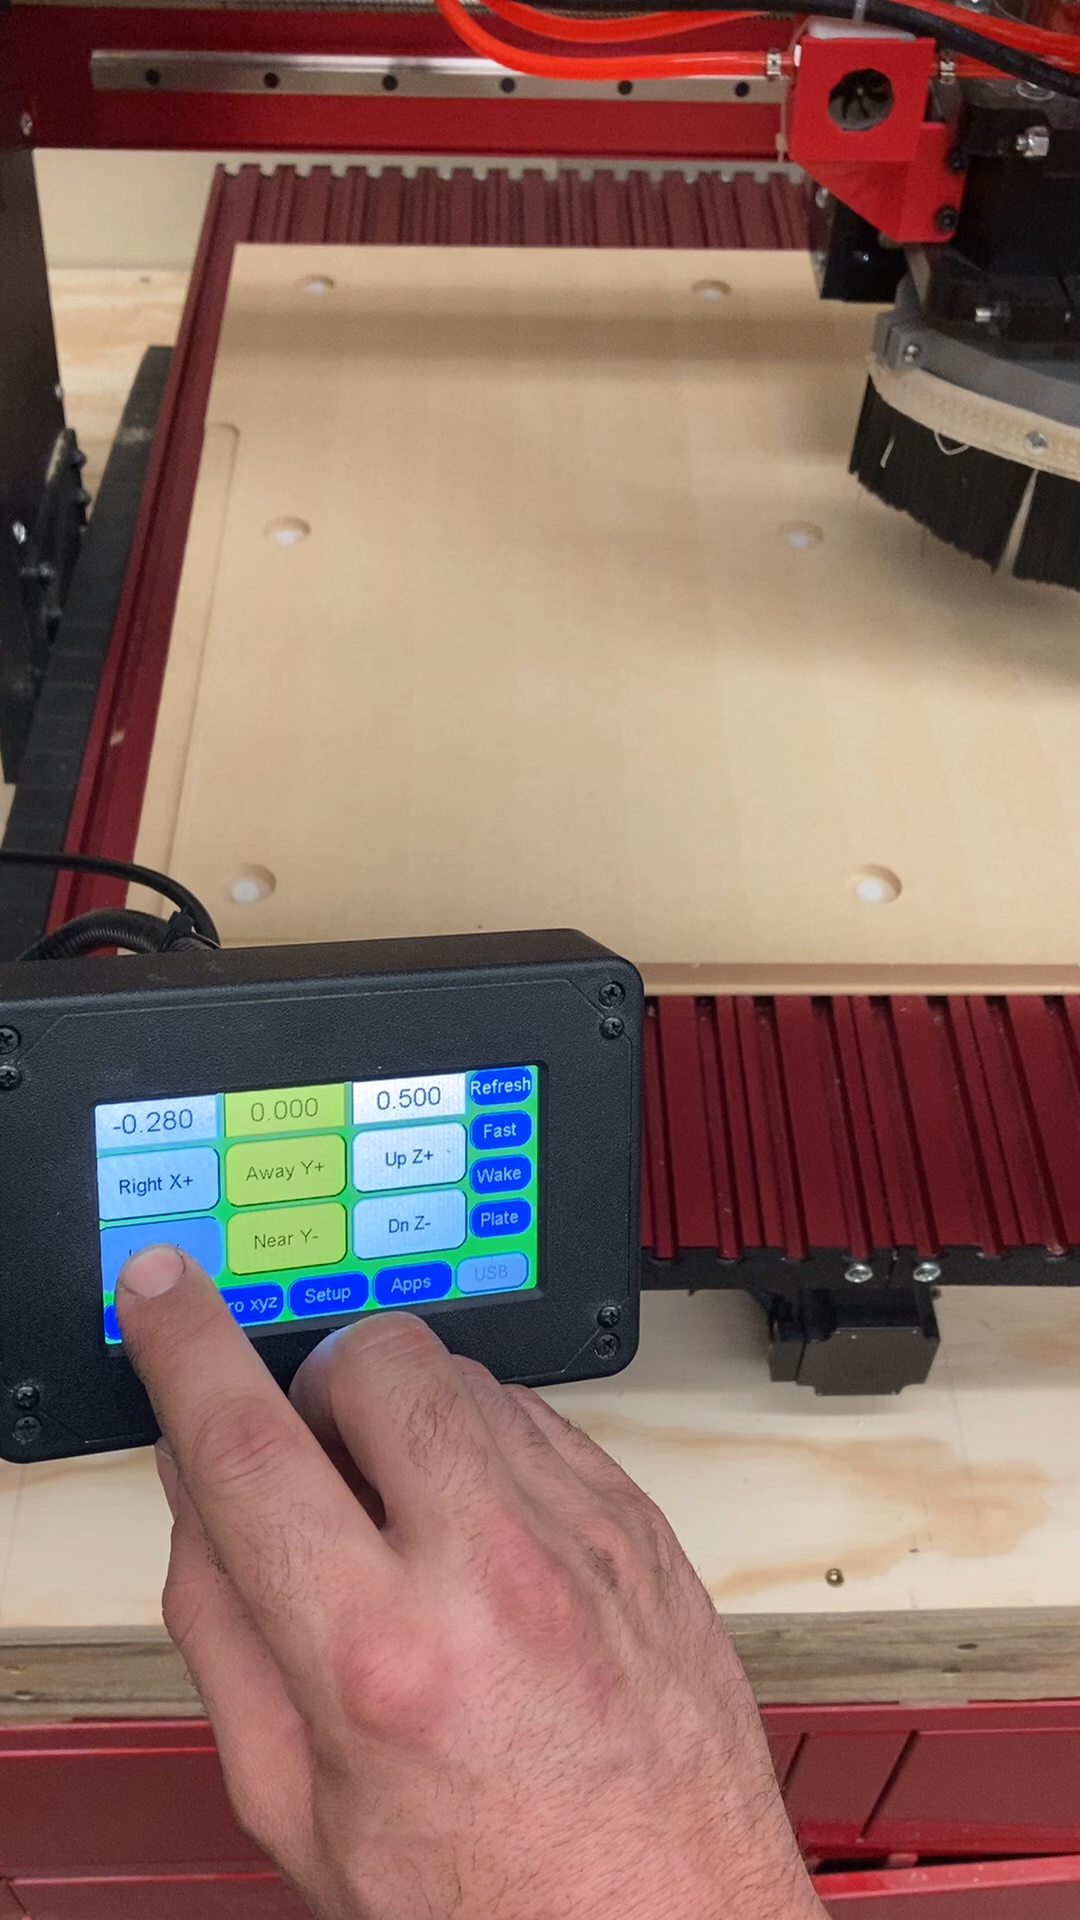 -0.280 0.000 0.500 Refresh
Right X+ Away Y+ Up Z+ Fast
Wake
Near Y- Dn Z- Plate
ro xyz Setup Apps USB